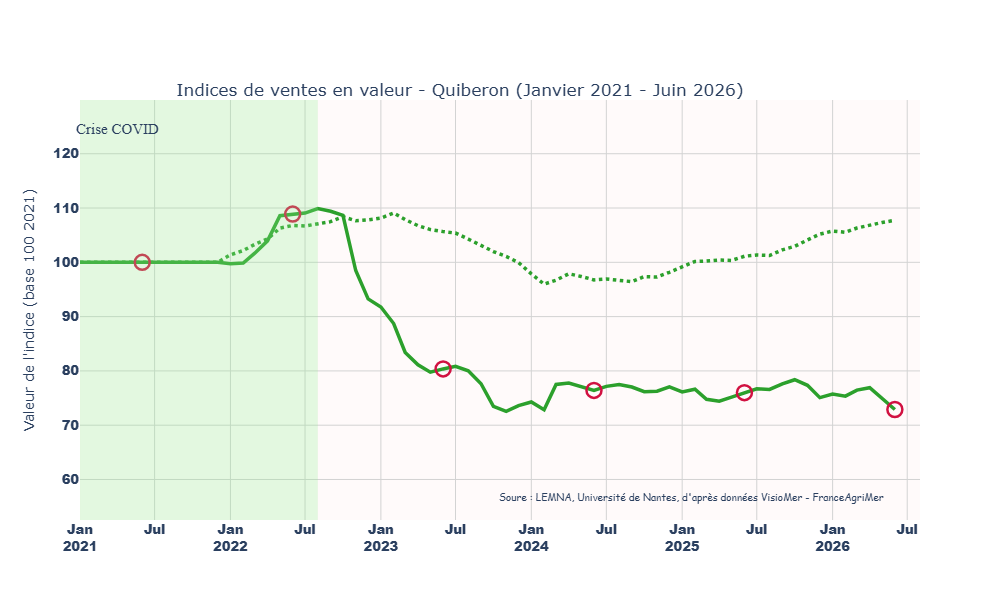 Indices de ventes en valeur - Quiberon (Janvier 2021 - Juin 2026)
Crise COVID
Valeur de l'indice (base 100 2021)
120
110
100
90
80
70
60
Soure : LEMNA, Université de Nantes, d'après données VisioMer - FranceAgriMer
Jan Jul Jan Jul Jan Jul Jan Jul Jan Jul Jan Jul
2021 2022 2023 2024 2025 2026